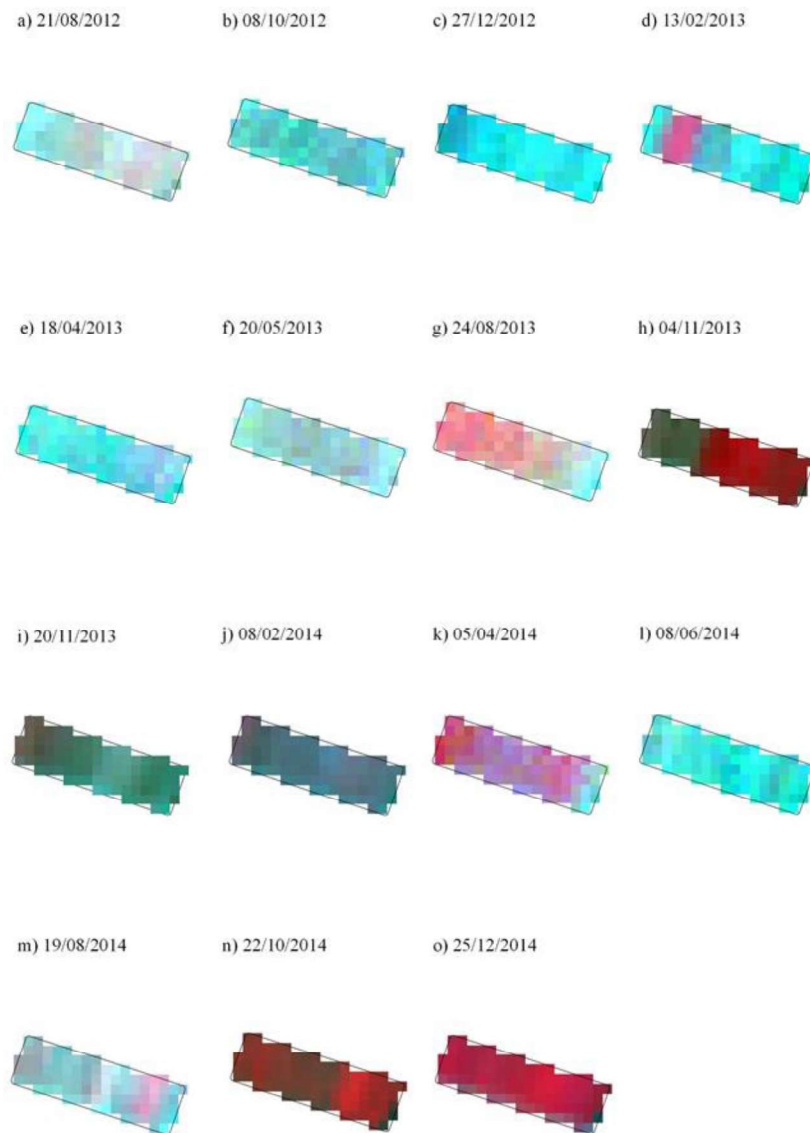 a) 21/08/2012
b) 08/10/2012
c) 27/12/2012
d) 13/02/2013
e) 18/04/2013
f) 20/05/2013
g) 24/08/2013
h) 04/11/2013
i) 20/11/2013
j) 08/02/2014
k) 05/04/2014
l) 08/06/2014
m) 19/08/2014
n) 22/10/2014
o) 25/12/2014